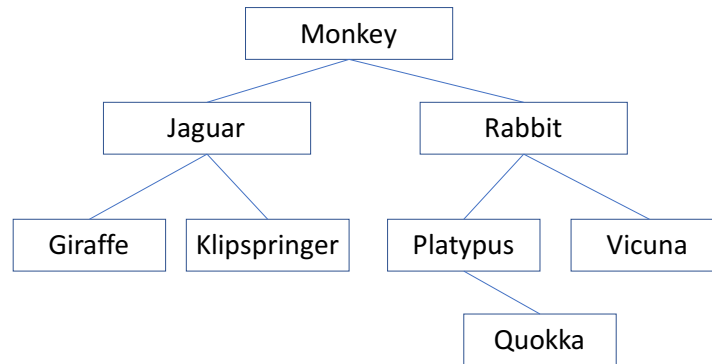 Monkey
Jaguar
Rabbit
Giraffe
Klipspringer
Platypus
Vicuna
Quokka